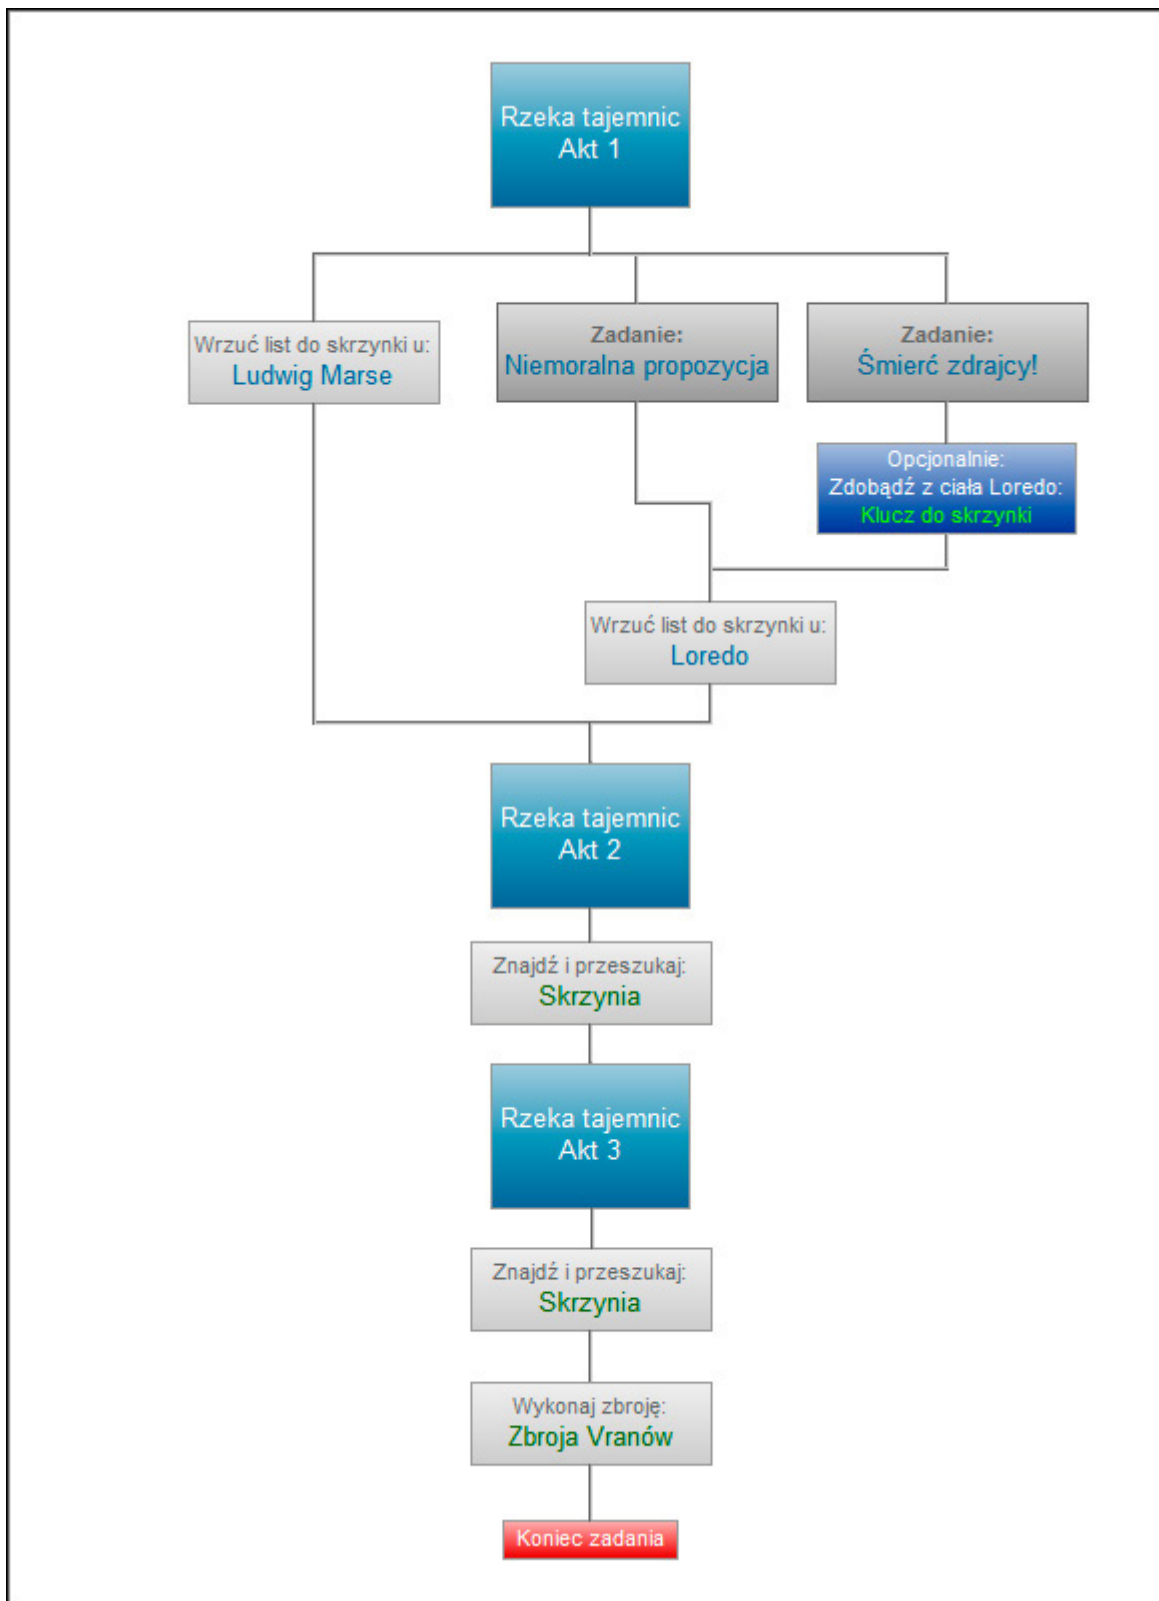 Rzeka tajemnic
Akt 1
Wrzuć list do skrzynki u:
Ludwig Marse
Zadanie:
Niemoralna propozycja
Zadanie:
Śmierć zdrajcy!
Opcjonalnie:
Zdobądź z ciała Loredo:
Klucz do skrzynki
Wrzuć list do skrzynki u:
Loredo
Rzeka tajemnic
Akt 2
Znajdź i przeszukaj:
Skrzynia
Rzeka tajemnic
Akt 3
Znajdź i przeszukaj:
Skrzynia
Wykonaj zbroję:
Zbroja Vranów
Koniec zadania